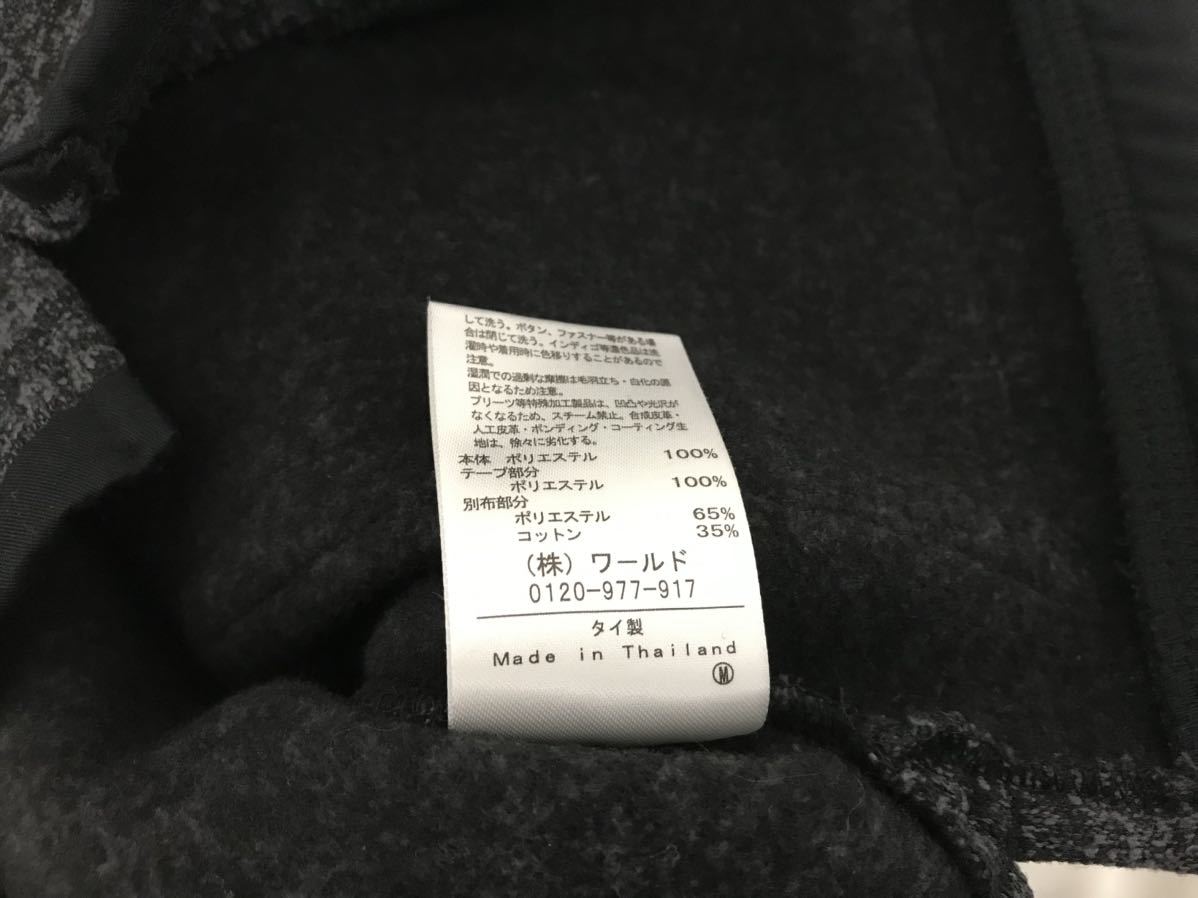 して洗う。ボタン、ファスナー等がある場
合は閉じて洗う。インディゴ等濃色品は洗
濯時や着用時に色移りすることがあるので
注意。
湿潤での過剰な摩擦は毛羽立ち・白化の原
因となるため注意。
プリーツ等特殊加工製品は、凹凸や光沢が
なくなるため、スチーム禁止。合成皮革・
人工皮革・ボンディング・コーティング生
地は、徐々に劣化する。
本体 ポリエステル 100%
テープ部分
ポリエステル 100%
別布部分
ポリエステル 65%
コットン 35%
(株) ワールド
0120-977-917
タイ製
Made in Thailand
M